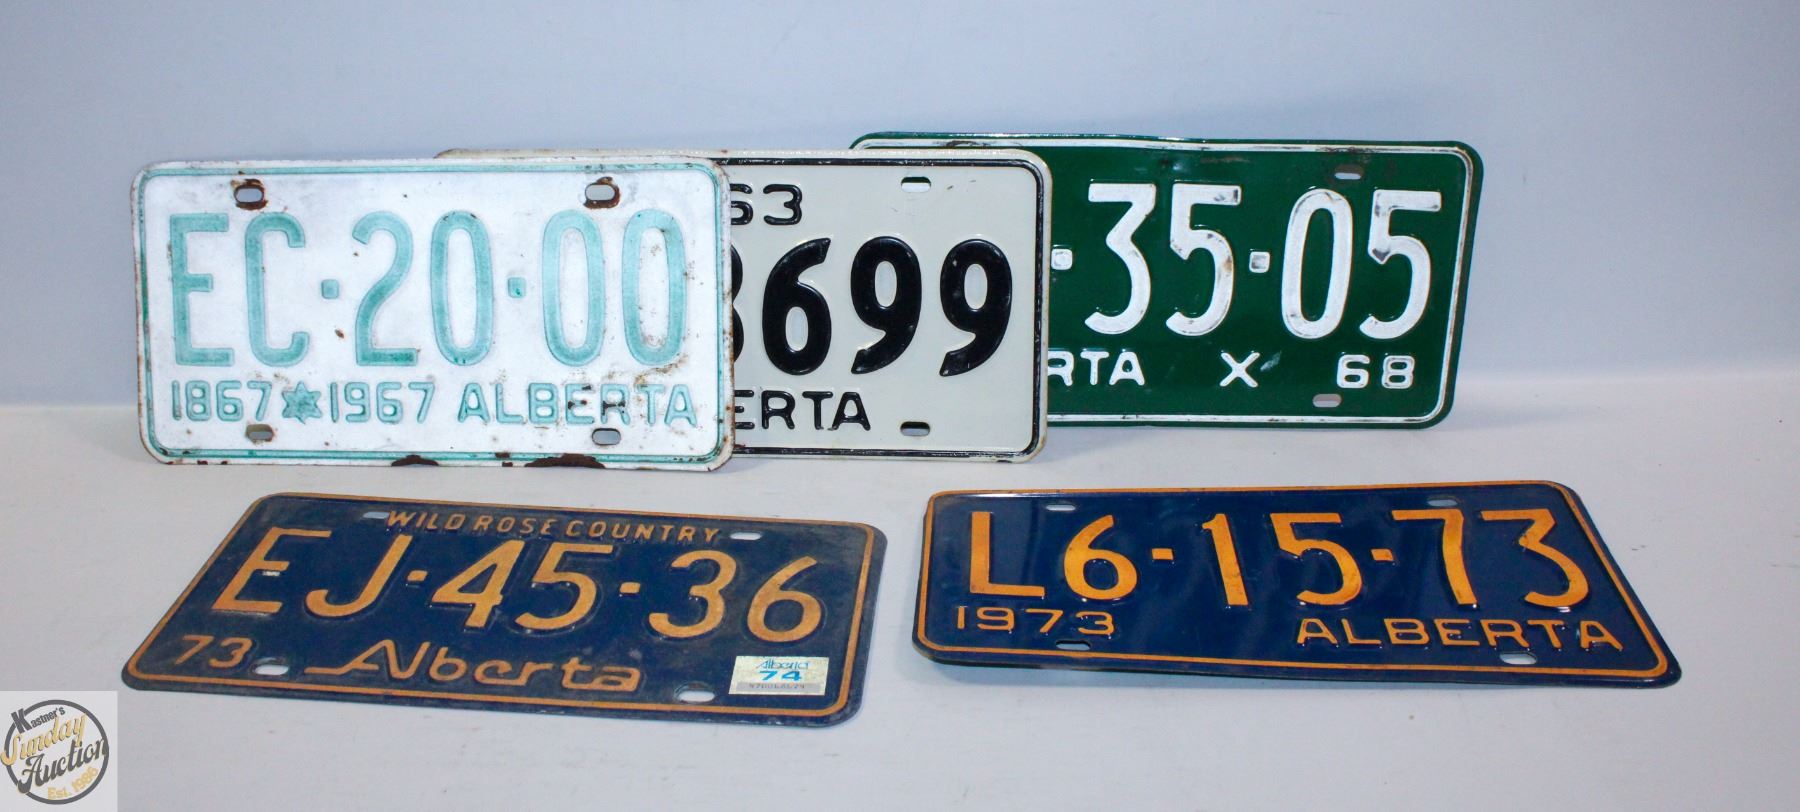 EC·20·00
1867 1967 ALBERTA
63
699
ERTA
·35·05
RTA X 68
WILD ROSE COUNTRY
EJ·45·36
73 Alberta
Alberta
74
L6-15-73
1973 ALBERTA
Kastner's
Sunday
Auction
Est. 1986